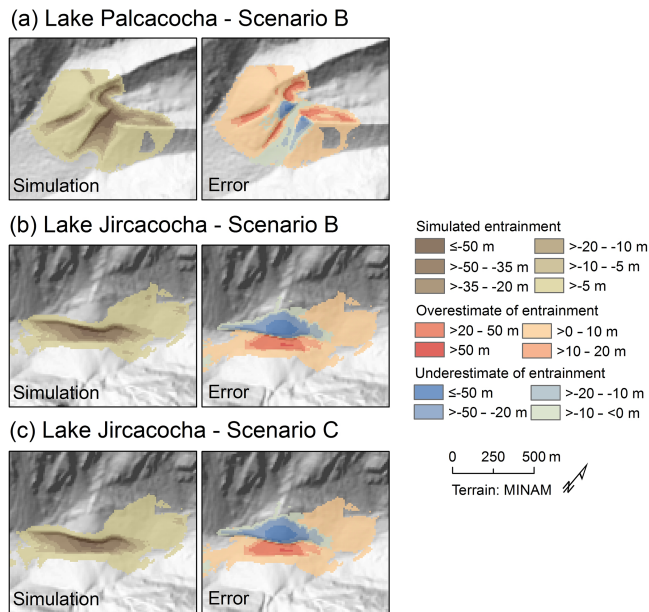 (a) Lake Palcacocha - Scenario B
Simulation
Error
(b) Lake Jircacocha - Scenario B
Simulation
Error
(c) Lake Jircacocha - Scenario C
Simulation
Error
Simulated entrainment
≤-50 m
>-20 - -10 m
>-50 - -35 m
>-10 - -5 m
>-35 - -20 m
>-5 m
Overestimate of entrainment
>20 - 50 m
>0 - 10 m
>50 m
>10 - 20 m
Underestimate of entrainment
≤-50 m
>-20 - -10 m
>-50 - -20 m
>-10 - <0 m
0 250 500 m
Terrain: MINAM
N